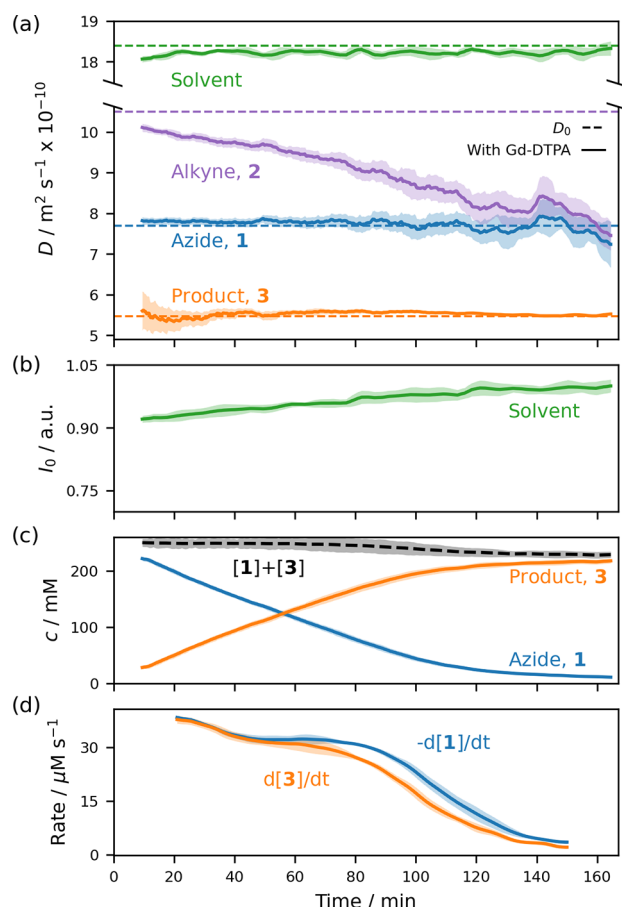 (a)
19
18
10
9
8
7
6
5
D / m² s⁻¹ x 10⁻¹⁰
Solvent
D₀
With Gd-DTPA
Alkyne, 2
Azide, 1
Product, 3
(b)
1.05
0.90
0.75
I₀ / a.u.
Solvent
(c)
200
100
0
c / mM
[1]+[3]
Product, 3
Azide, 1
(d)
30
15
0
Rate / μM s⁻¹
-d[1]/dt
d[3]/dt
0 20 40 60 80 100 120 140 160
Time / min